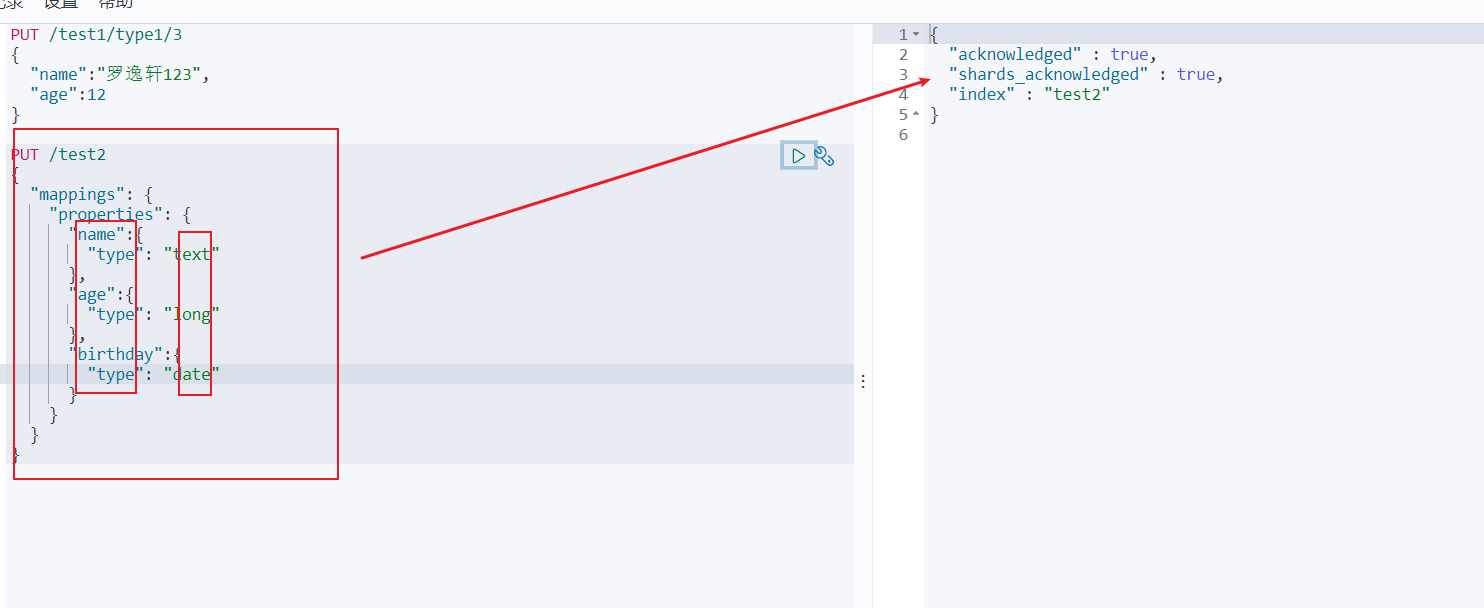 设置 帮助
PUT /test1/type1/3
{
  "name":"罗逸轩123",
  "age":12
}
PUT /test2
{
  "mappings": {
    "properties": {
      "name":{
        "type": "text"
      },
      "age":{
        "type": "long"
      },
      "birthday":{
        "type": "date"
      }
    }
  }
}
1 {
2   "acknowledged" : true,
3   "shards_acknowledged" : true,
4   "index" : "test2"
5 }
6